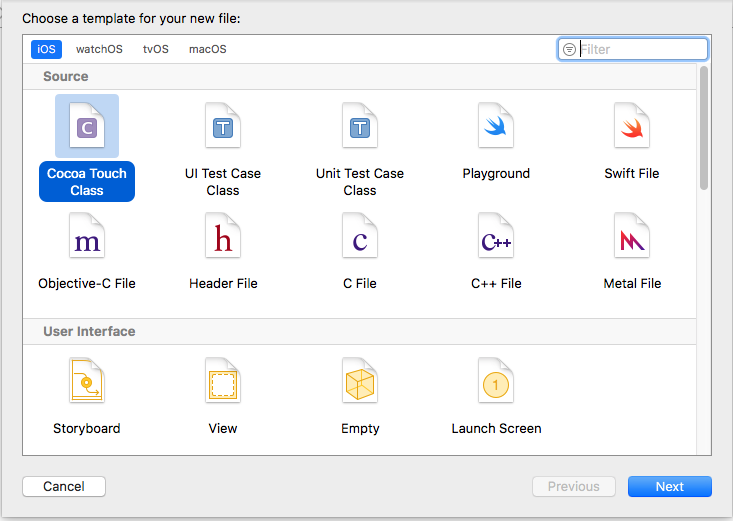 Choose a template for your new file:
iOS watchOS tvOS macOS Filter
Source
C T T
Cocoa Touch Class
UI Test Case Class
Unit Test Case Class
Playground
Swift File
m h c C++
Objective-C File
Header File
C File
C++ File
Metal File
User Interface
1
Storyboard
View
Empty
Launch Screen
Cancel Previous Next